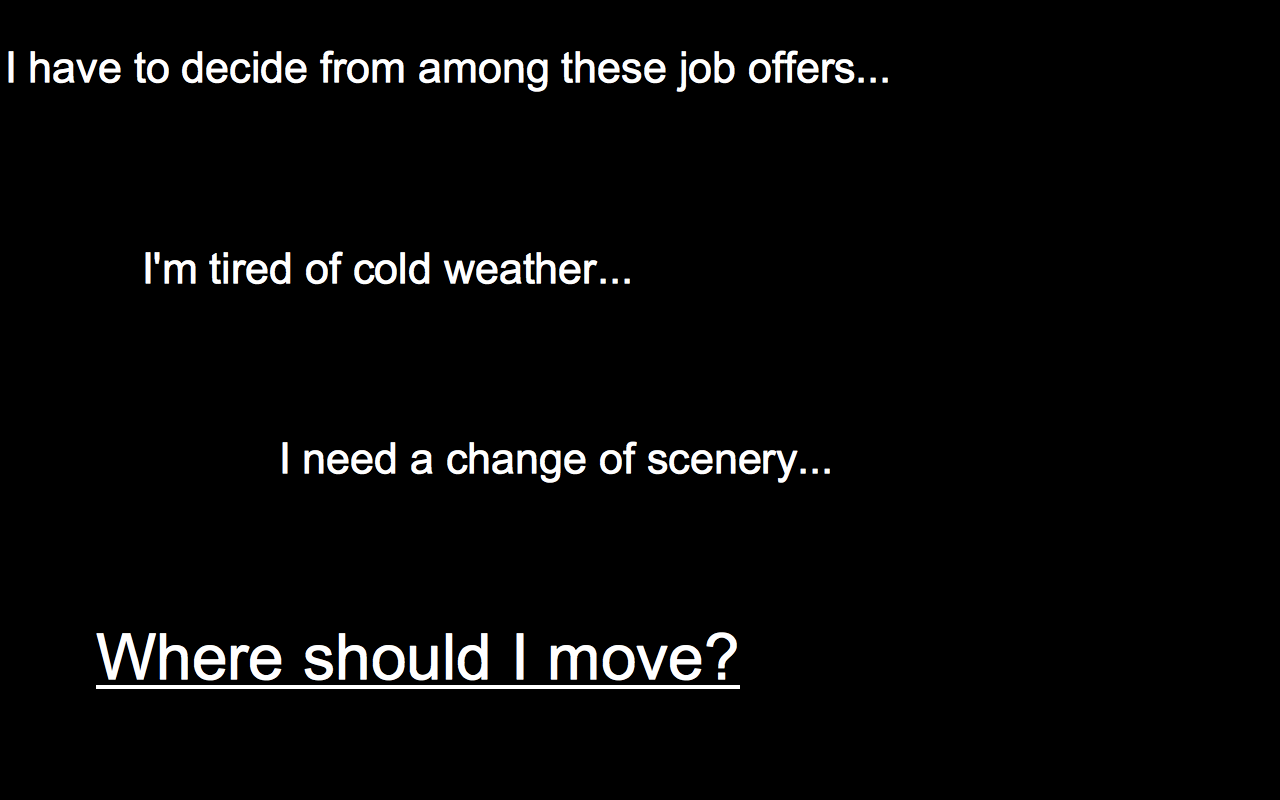 I have to decide from among these job offers...
I'm tired of cold weather...
I need a change of scenery...
Where should I move?